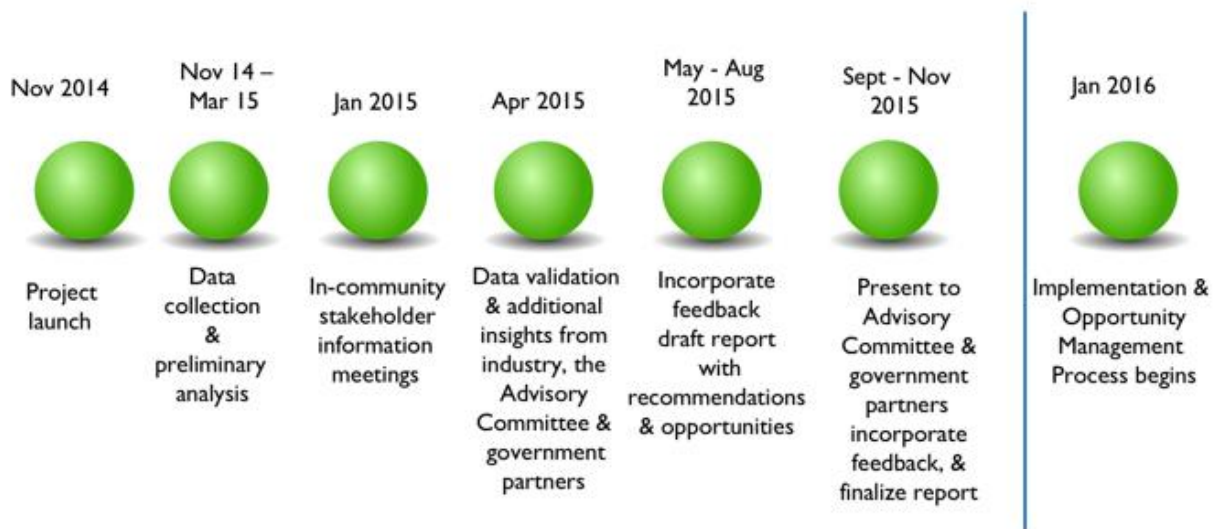 Nov 2014
Project
launch
Nov 14 –
Mar 15
Data
collection
&
preliminary
analysis
Jan 2015
In-community
stakeholder
information
meetings
Apr 2015
Data validation
& additional
insights from
industry, the
Advisory
Committee &
government
partners
May - Aug
2015
Incorporate
feedback
draft report
with
recommendations
& opportunities
Sept - Nov
2015
Present to
Advisory
Committee &
government
partners
incorporate
feedback, &
finalize report
Jan 2016
Implementation &
Opportunity
Management
Process begins